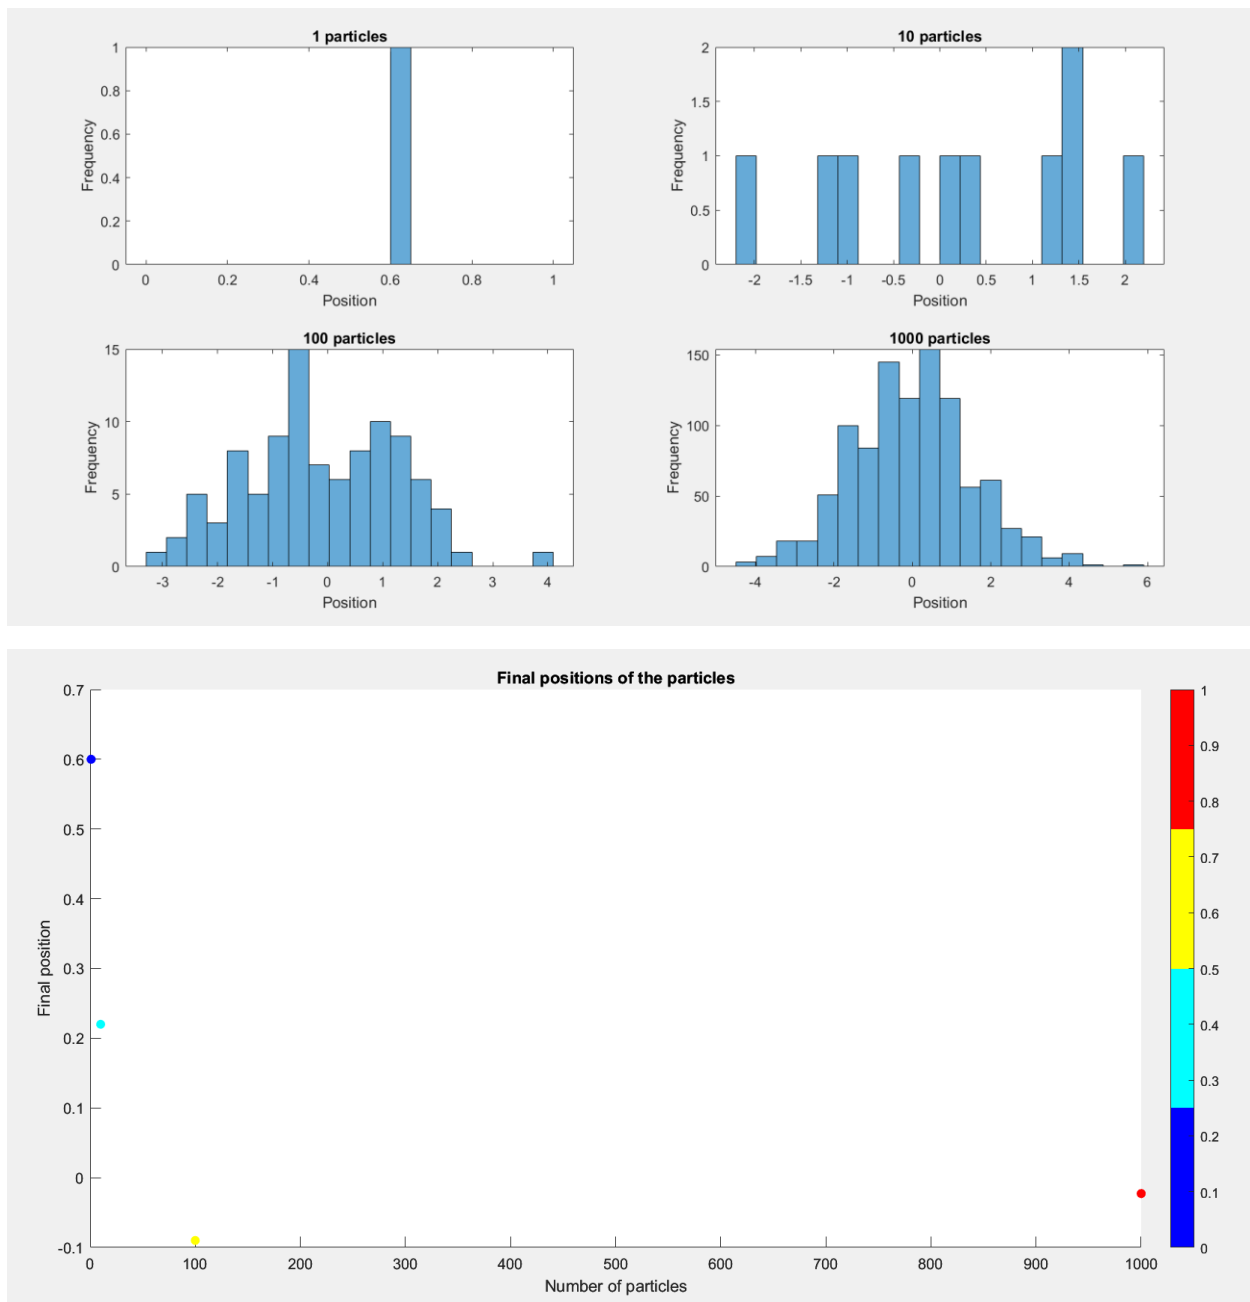 1 particles
1
0.8
0.6
0.4
0.2
0
Frequency
0 0.2 0.4 0.6 0.8 1
Position
10 particles
2
1.5
1
0.5
0
Frequency
-2 -1.5 -1 -0.5 0 0.5 1 1.5 2
Position
100 particles
15
10
5
0
Frequency
-3 -2 -1 0 1 2 3 4
Position
1000 particles
150
100
50
0
Frequency
-4 -2 0 2 4 6
Position
Final positions of the particles
0.7
0.6
0.5
0.4
0.3
0.2
0.1
0
-0.1
Final position
0 100 200 300 400 500 600 700 800 900 1000
Number of particles
1
0.9
0.8
0.7
0.6
0.5
0.4
0.3
0.2
0.1
0